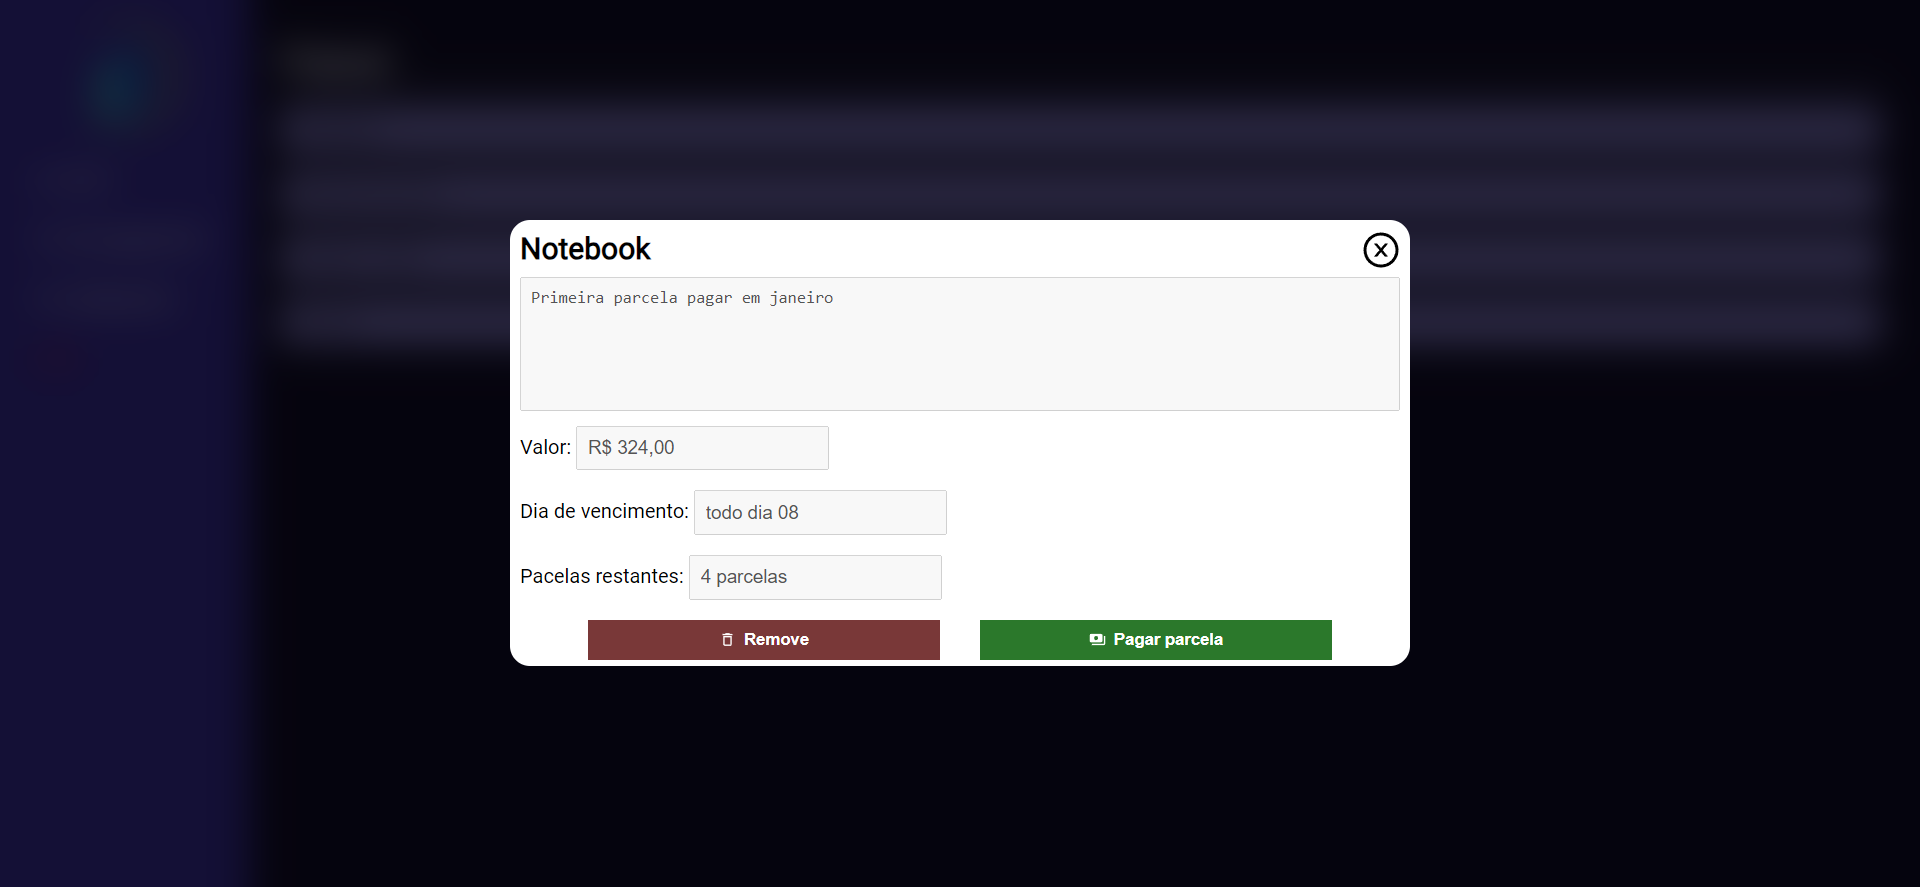 Notebook
X
Primeira parcela pagar em janeiro
Valor: R$ 324,00
Dia de vencimento: todo dia 08
Pacelas restantes: 4 parcelas
Remove
Pagar parcela